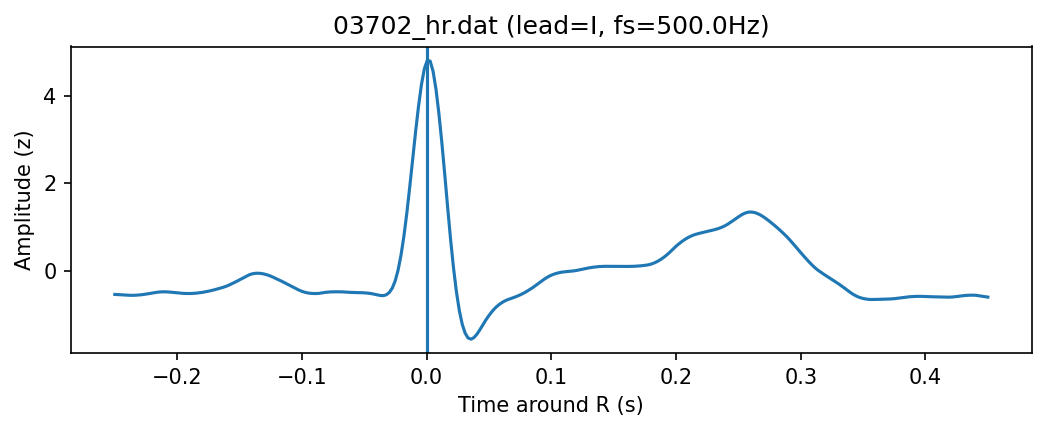 03702_hr.dat (lead=I, fs=500.0Hz)
Amplitude (z)
4
2
0
−0.2 −0.1 0.0 0.1 0.2 0.3 0.4
Time around R (s)